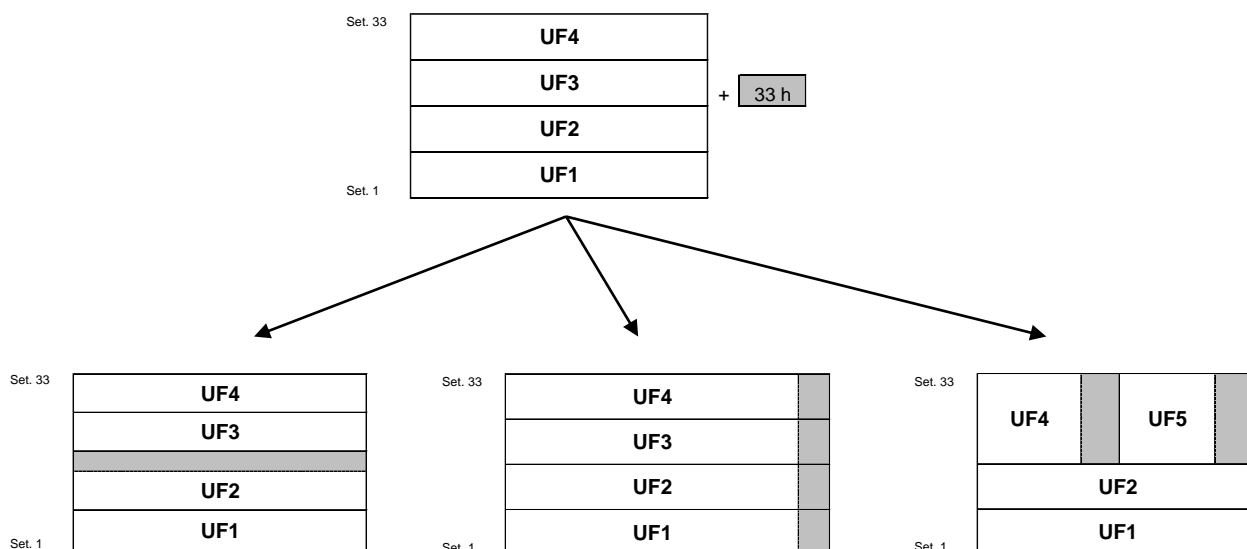 Set. 33
UF4
UF3
+ 33 h
UF2
UF1
Set. 1
Set. 33
UF4
UF3
UF2
UF1
Set. 1
Set. 33
UF4
UF3
UF2
UF1
Set. 1
Set. 33
UF4 UF5
UF2
UF1
Set. 1